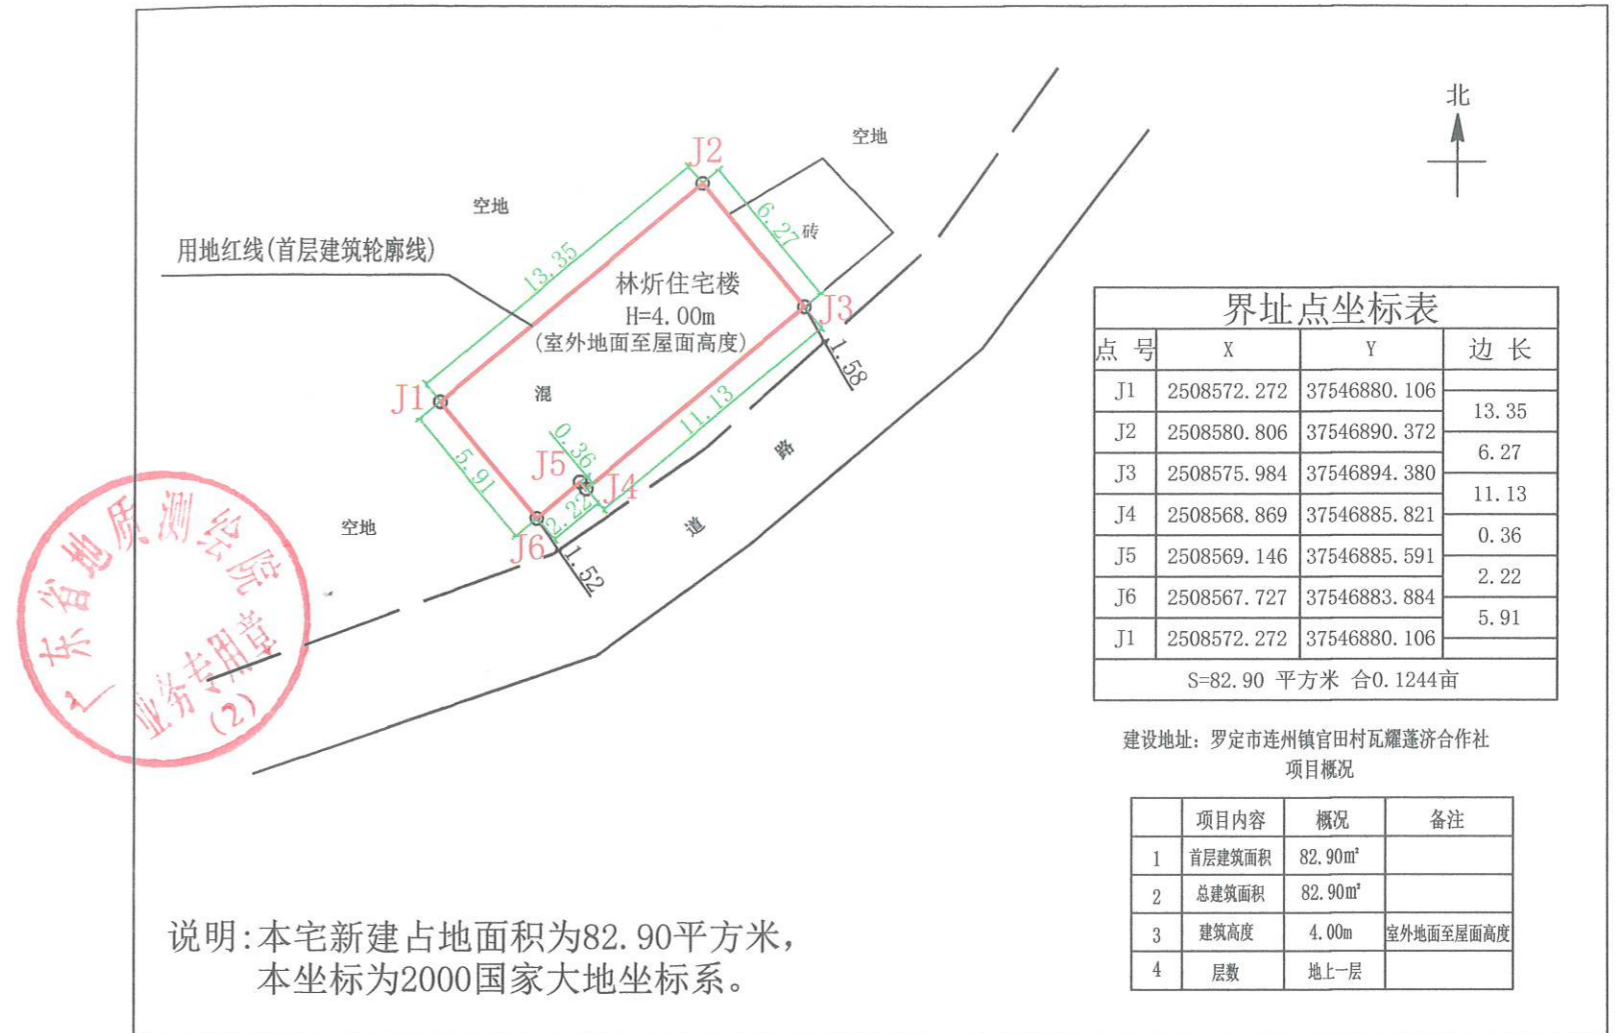 北
J2
空地
空地
6.27
砖
用地红线(首层建筑轮廓线)
13.35
林炘住宅楼
H=4.00m
(室外地面至屋面高度)
J3
1.58
J1
混
11.13
0.36
路
5.91
J5
J4
2.22
道
空地
J6
1.52
广东省地质测绘院
业务专用章
(2)
界址点坐标表
点 号 X Y 边 长
J1 2508572.272 37546880.106
13.35
J2 2508580.806 37546890.372
6.27
J3 2508575.984 37546894.380
11.13
J4 2508568.869 37546885.821
0.36
J5 2508569.146 37546885.591
2.22
J6 2508567.727 37546883.884
5.91
J1 2508572.272 37546880.106
S=82.90 平方米 合0.1244亩
建设地址: 罗定市连州镇官田村瓦耀蓬济合作社
项目概况
项目内容 概况 备注
1 首层建筑面积 82.90m²
2 总建筑面积 82.90m²
3 建筑高度 4.00m 室外地面至屋面高度
4 层数 地上一层
说明:本宅新建占地面积为82.90平方米,
本坐标为2000国家大地坐标系。